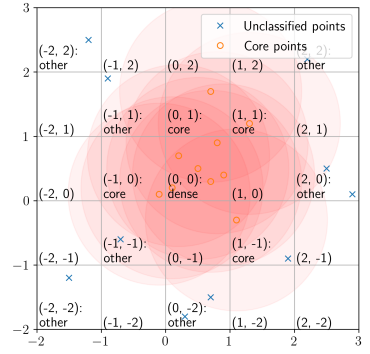 3
Unclassified points
Core points
(-2, 2):
other
(-1, 2)
(0, 2)
(1, 2)
(2, 2):
other
2
(-2, 1)
(-1, 1):
other
(0, 1):
core
(1, 1):
core
(2, 1)
1
(-2, 0)
(-1, 0):
core
(0, 0):
dense
(1, 0)
(2, 0):
other
0
(-2, -1)
(-1, -1):
other
(0, -1)
(1, -1):
core
(2, -1)
−1
(-2, -2):
other
(-1, -2)
(0, -2):
other
(1, -2)
(2, -2)
−2
−2 −1 0 1 2 3